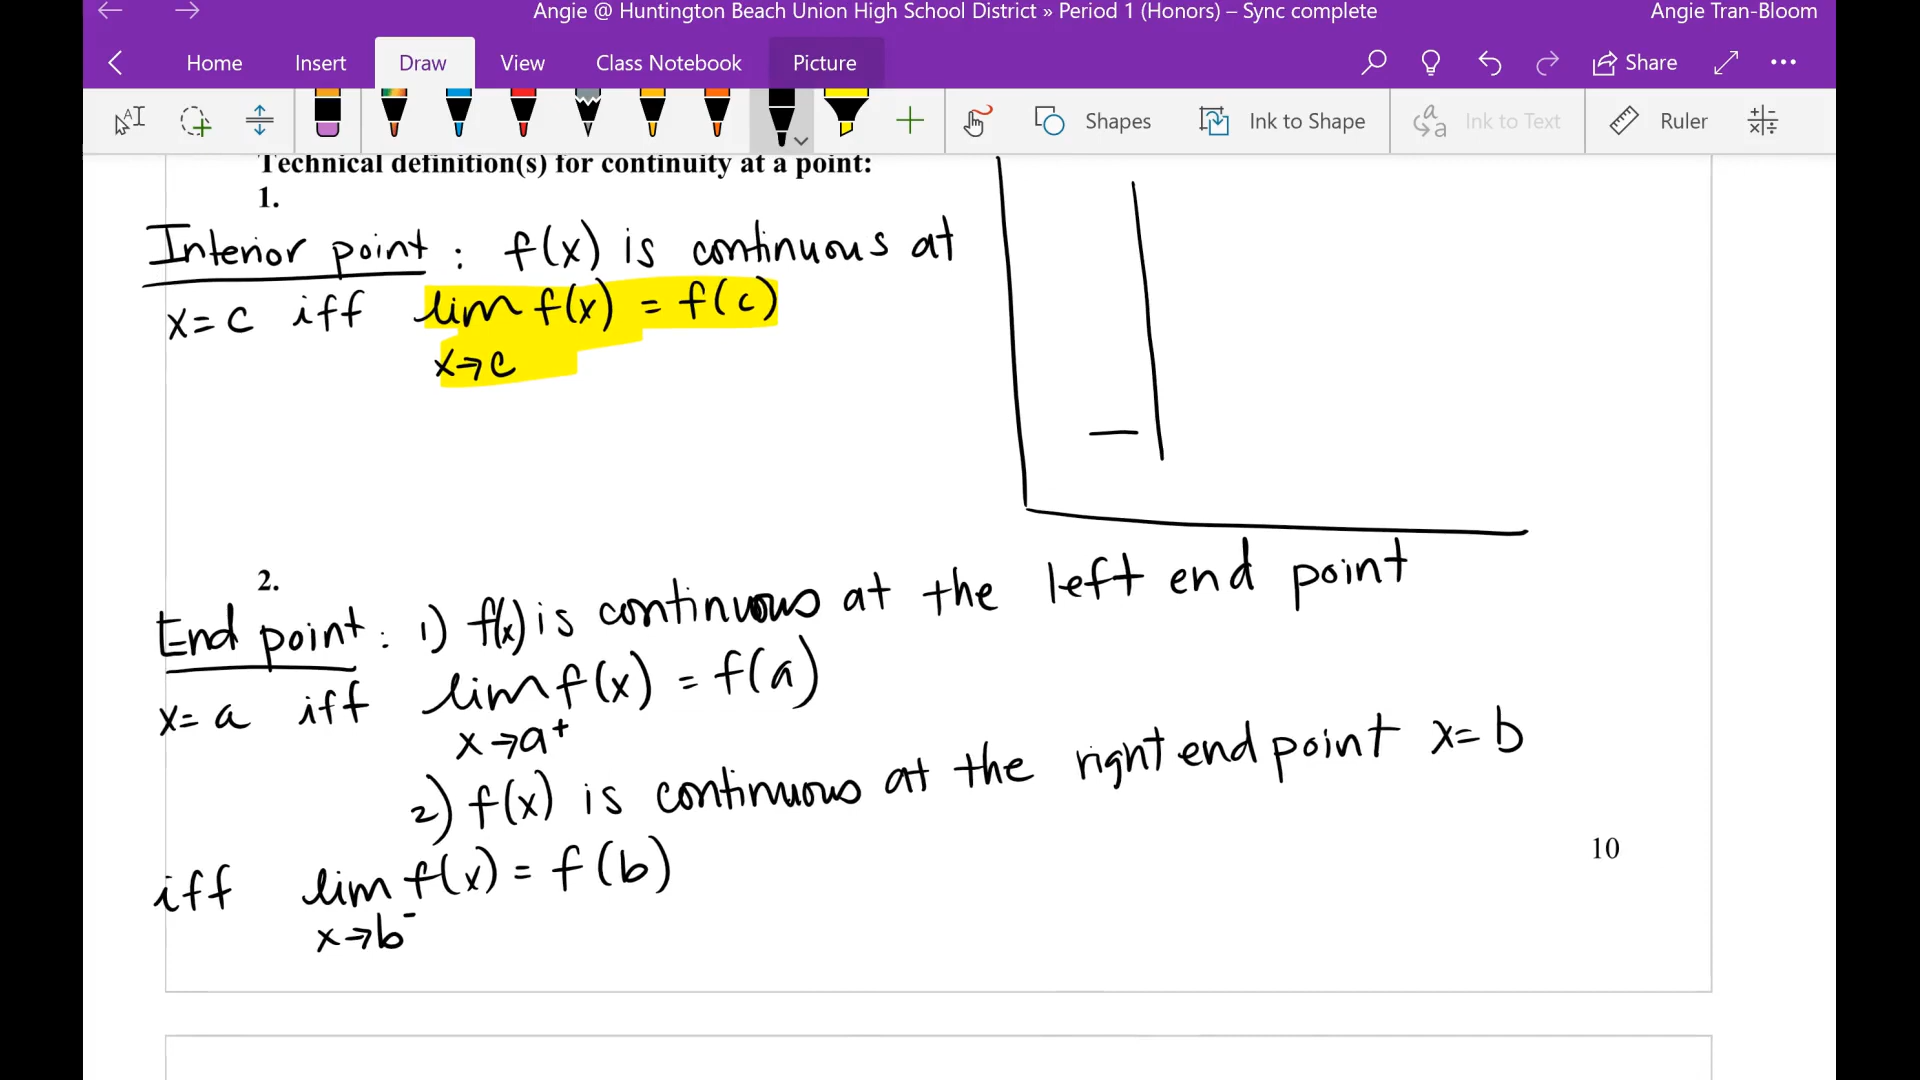 Angie @ Huntington Beach Union High School District » Period 1 (Honors) – Sync complete
Angie Tran-Bloom
Home Insert Draw View Class Notebook Picture Share
Shapes Ink to Shape Ink to Text Ruler
Technical definition(s) for continuity at a point:
1.
Interior point : f(x) is continuous at
x=c iff lim f(x) = f(c)
x→c
2.
End point : 1) f(x) is continuous at the left end point
x=a iff lim f(x) = f(a)
x→a⁺
2) f(x) is continuous at the right end point x=b
iff lim f(x) = f(b)
x→b⁻
10